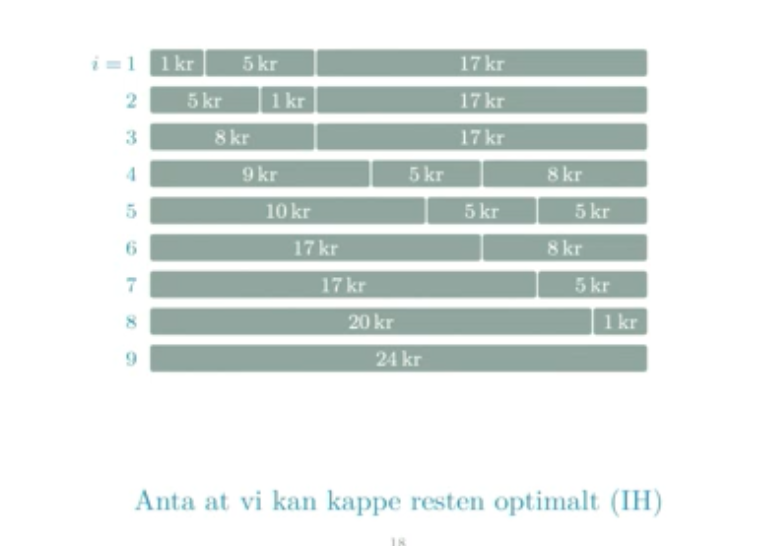 i = 1 1 kr 5 kr 17 kr
2 5 kr 1 kr 17 kr
3 8 kr 17 kr
4 9 kr 5 kr 8 kr
5 10 kr 5 kr 5 kr
6 17 kr 8 kr
7 17 kr 5 kr
8 20 kr 1 kr
9 24 kr
Anta at vi kan kappe resten optimalt (IH)
18